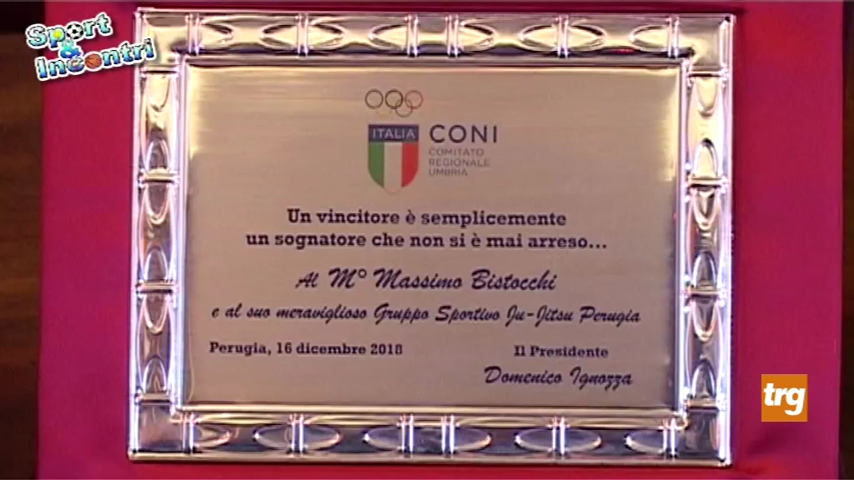 Sport
&
Incontri
ITALIA
CONI
COMITATO
REGIONALE
UMBRIA
Un vincitore è semplicemente
un sognatore che non si è mai arreso...
Al M° Massimo Bistocchi
e al suo meraviglioso Gruppo Sportivo Ju-Jitsu Perugia
Perugia, 16 dicembre 2018
Il Presidente
Domenico Ignozza
trg